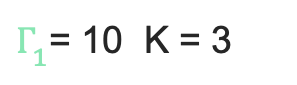 Γ₁ = 10 K = 3